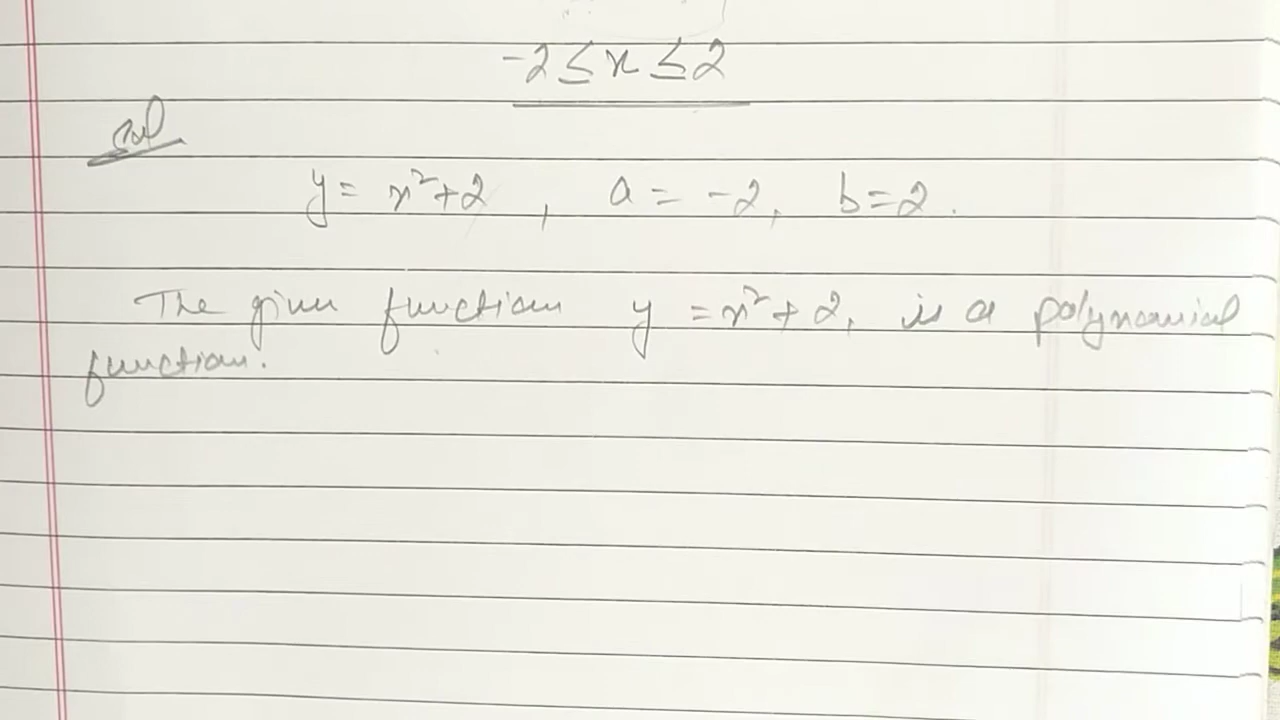 -2 ≤ x ≤ 2
Sol
y = x²+2 , a = -2, b=2.
The given function y = x²+2, is a polynomial
function.